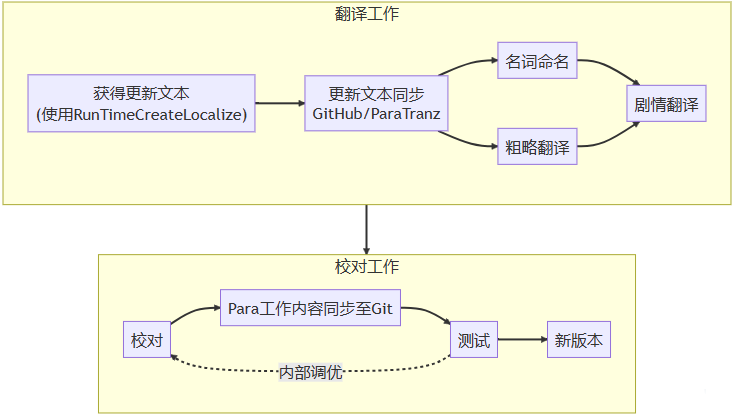 翻译工作
获得更新文本
(使用RunTimeCreateLocalize)
更新文本同步
GitHub/ParaTranz
名词命名
粗略翻译
剧情翻译
校对工作
校对
Para工作内容同步至Git
测试
新版本
内部调优